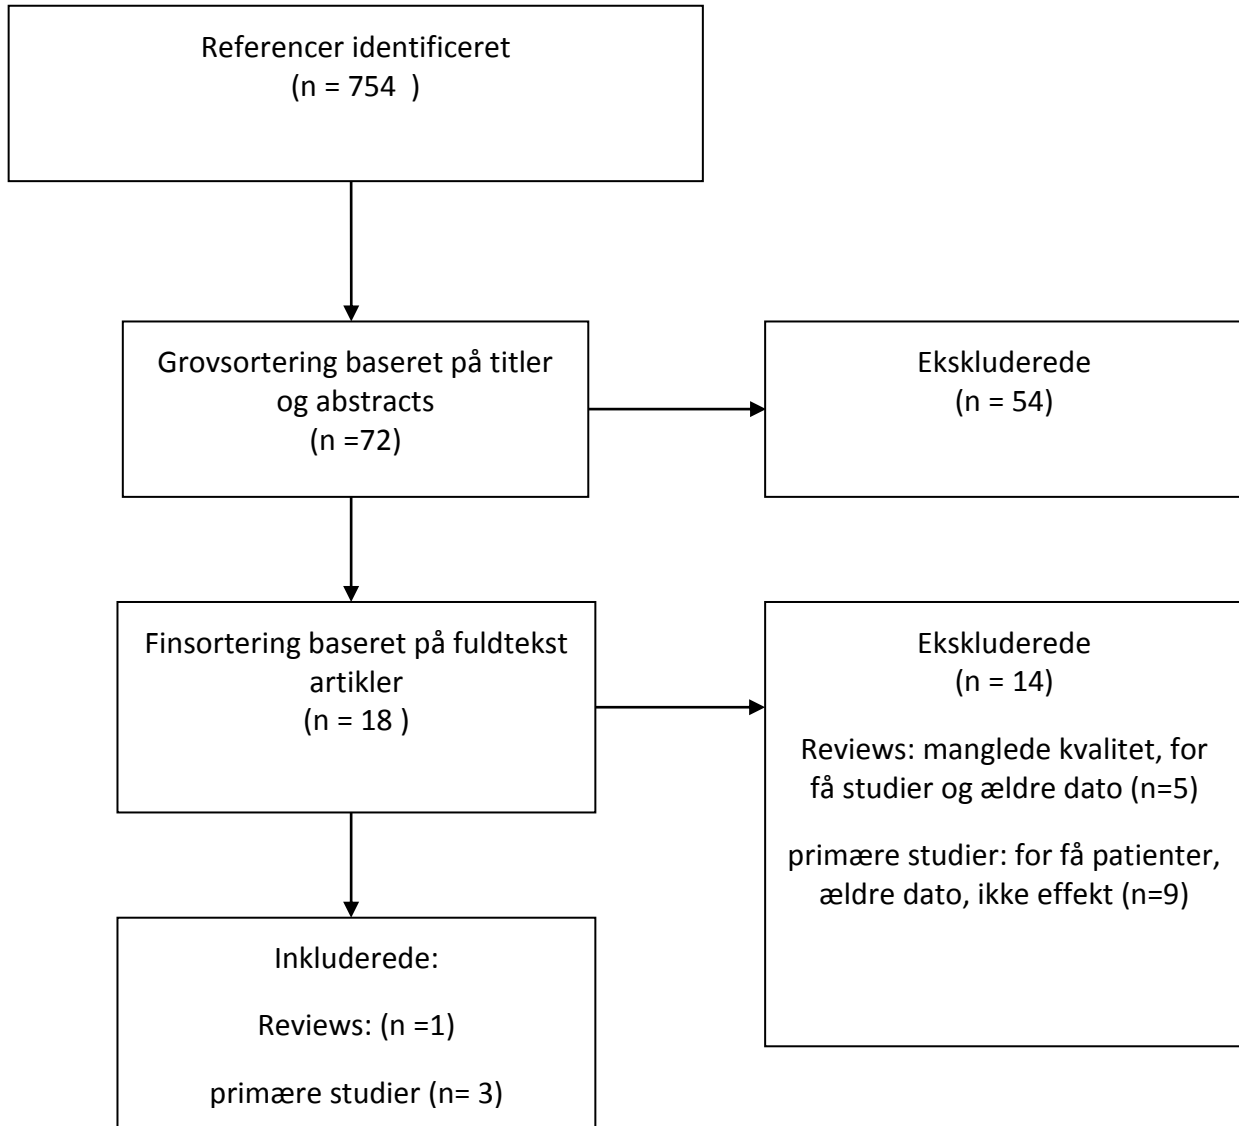 Referencer identificeret
(n = 754  )
Grovsortering baseret på titler
og abstracts
(n =72)
Ekskluderede
(n = 54)
Finsortering baseret på fuldtekst
artikler
(n = 18 )
Ekskluderede
(n = 14)
Reviews: manglede kvalitet, for
få studier og ældre dato (n=5)
primære studier: for få patienter,
ældre dato, ikke effekt (n=9)
Inkluderede:
Reviews: (n =1)
primære studier (n= 3)